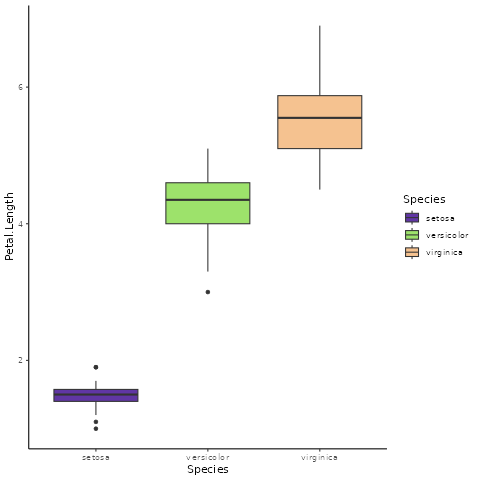 Petal.Length
6
4
2
setosa
versicolor
virginica
Species
Species
setosa
versicolor
virginica